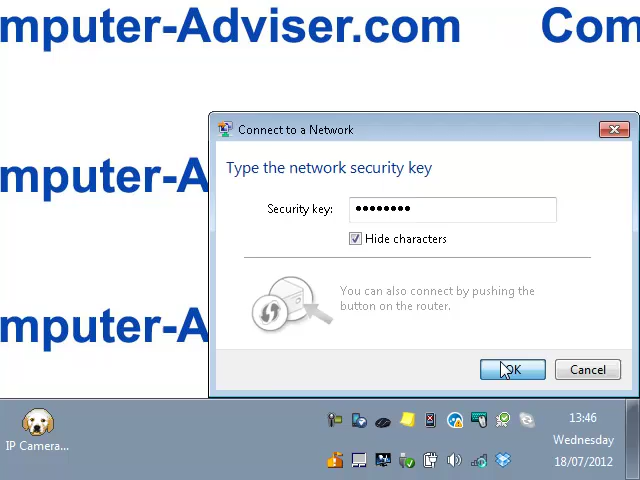 mputer-Adviser.com Com
Connect to a Network
mputer-A
Type the network security key
Security key: ••••••••
Hide characters
You can also connect by pushing the
button on the router.
mputer-A
OK Cancel
IP Camera...
13:46
Wednesday
18/07/2012